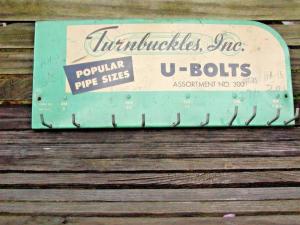 Turnbuckles, Inc.
POPULAR
PIPE SIZES
U-BOLTS
ASSORTMENT NO. 300